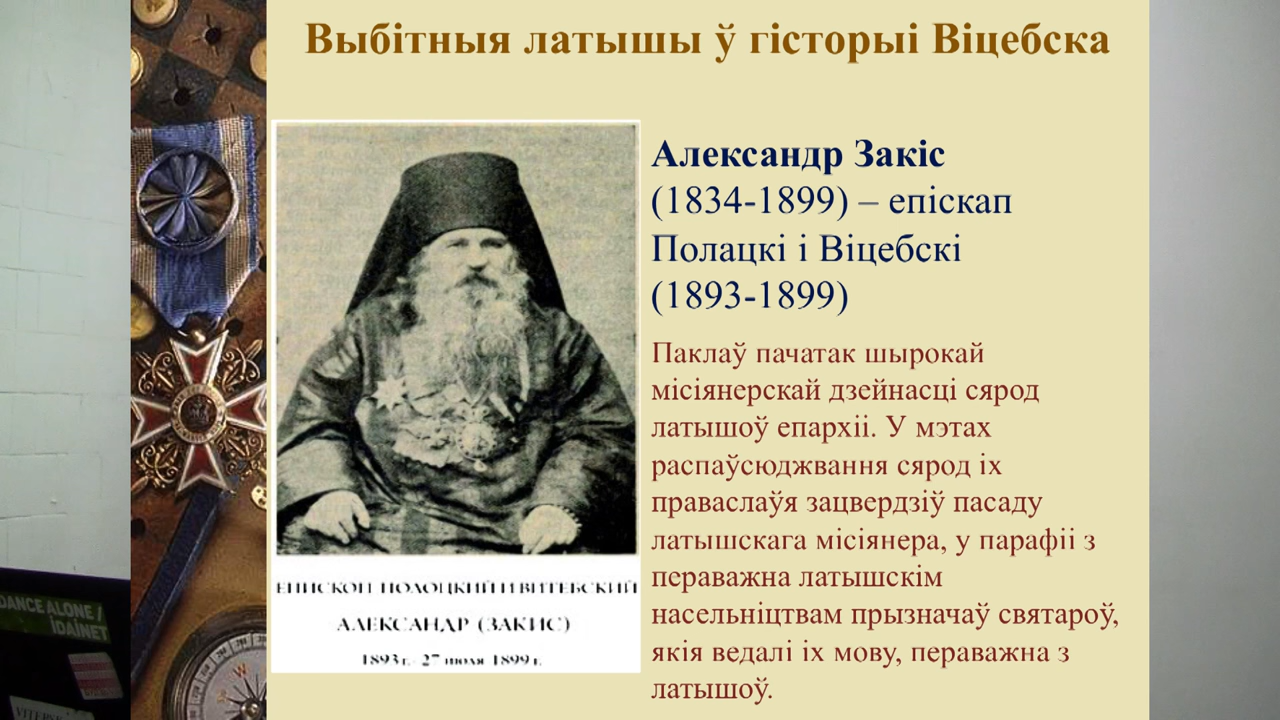 Выбітныя латышы ў гісторыі Віцебска
Александр Закіс
(1834-1899) – епіскап
Полацкі і Віцебскі
(1893-1899)
Паклаў пачатак шырокай
місіянерскай дзейнасці сярод
латышоў епархіі. У мэтах
распаўсюджвання сярод іх
праваслаўя зацвердзіў пасаду
латышскага місіянера, у парафіі з
пераважна латышскім
насельніцтвам прызначаў святароў,
якія ведалі іх мову, пераважна з
латышоў.
ЕПИСКОП ПОЛОЦКИЙ И ВИТЕБСКИЙ
АЛЕКСАНДР (ЗАКИС)
1893 г. 27 июля 1899 г.
DANCE ALONE /
IDAINET